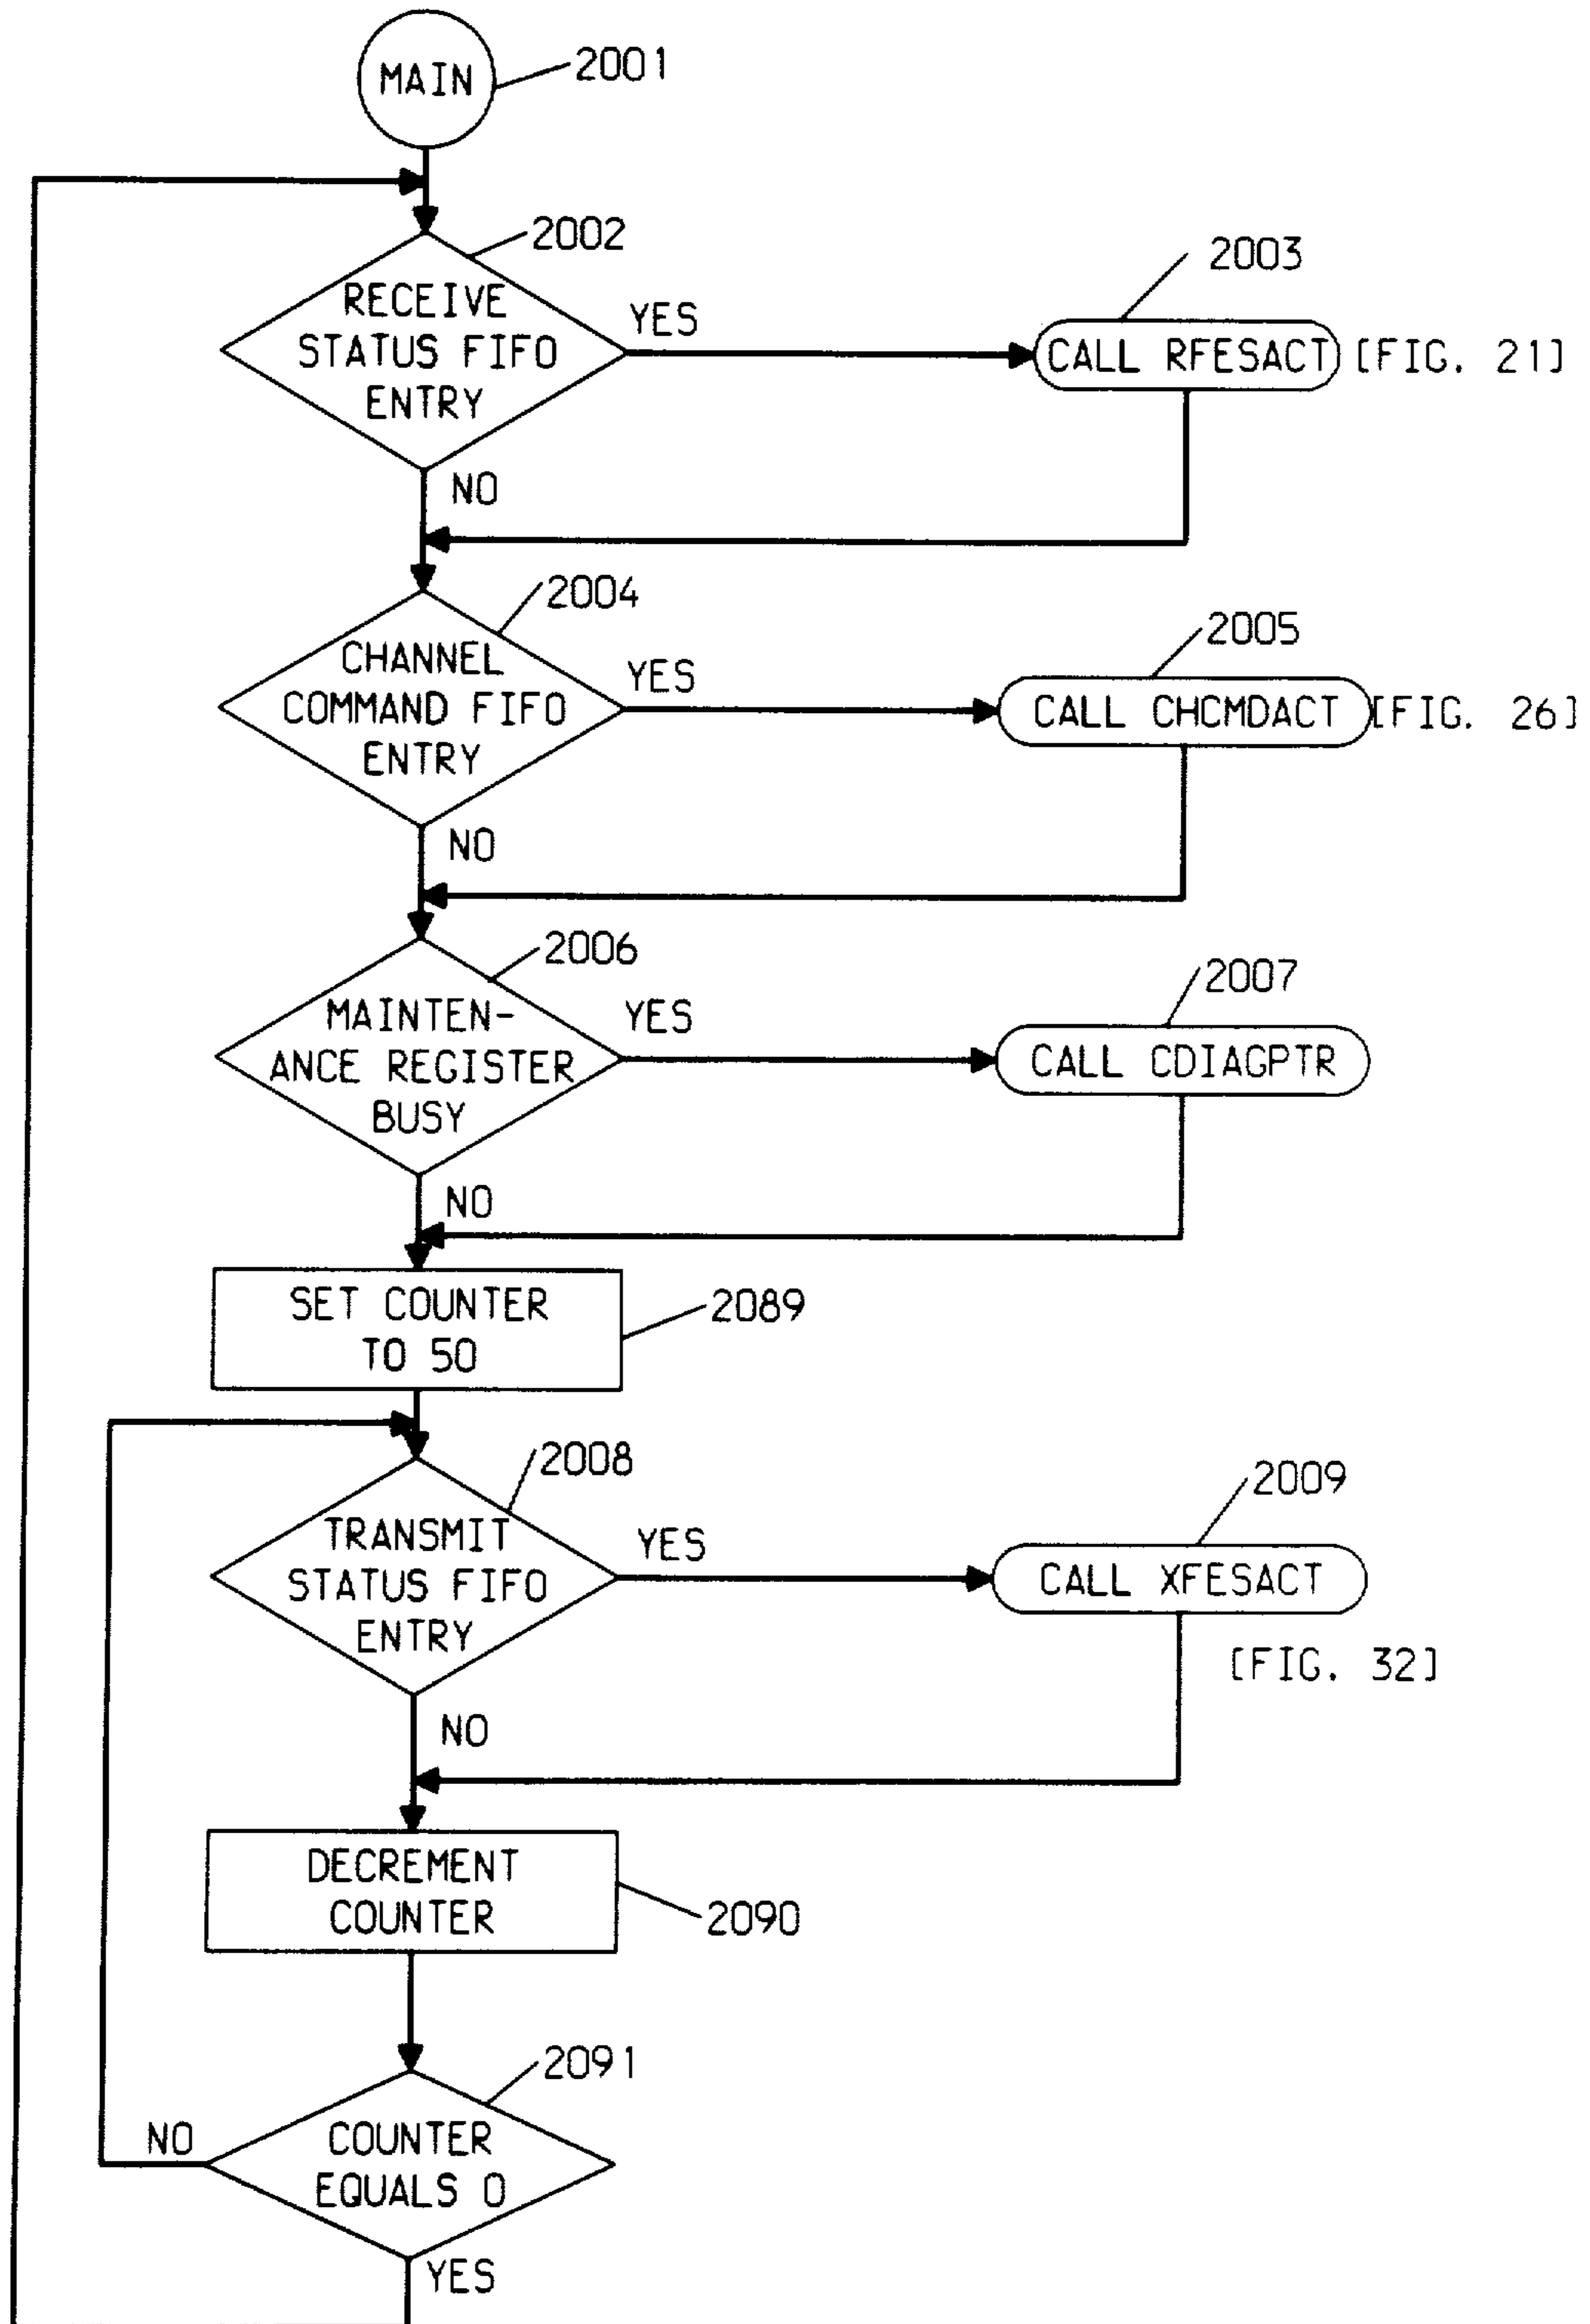 MAIN
2001
2002
RECEIVE
STATUS FIFO
ENTRY
YES
2003
CALL RFESACT
[FIG. 21]
NO
2004
CHANNEL
COMMAND FIFO
ENTRY
YES
2005
CALL CHCMDACT
[FIG. 26]
NO
2006
MAINTEN-
ANCE REGISTER
BUSY
YES
2007
CALL CDIAGPTR
NO
SET COUNTER
TO 50
2089
2008
TRANSMIT
STATUS FIFO
ENTRY
YES
2009
CALL XFESACT
[FIG. 32]
NO
DECREMENT
COUNTER
2090
2091
COUNTER
EQUALS 0
NO
YES